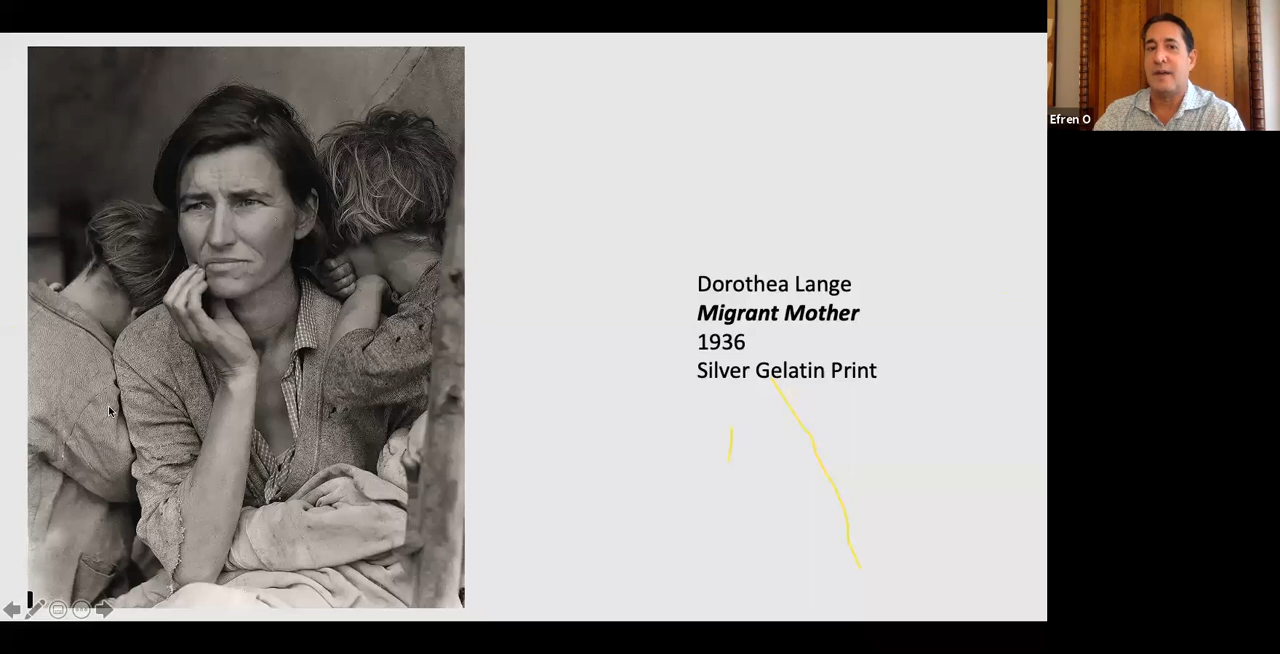 Dorothea Lange
Migrant Mother
1936
Silver Gelatin Print
Efren O